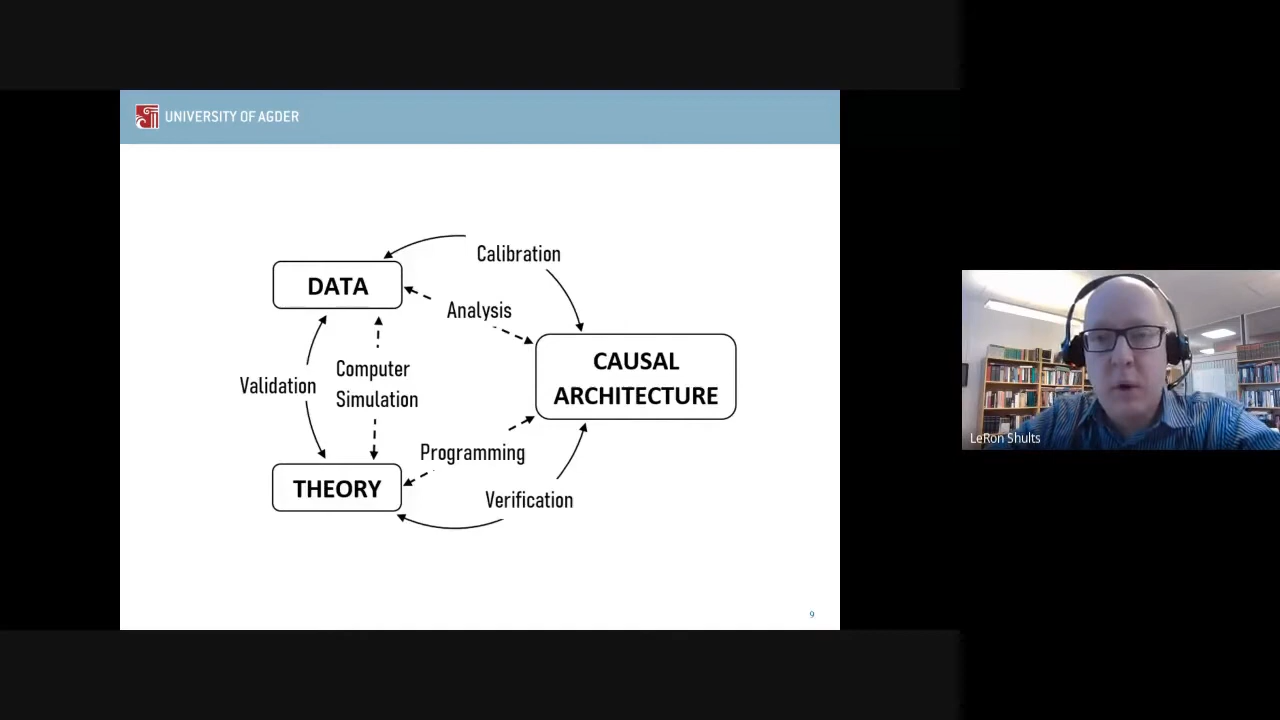 UNIVERSITY OF AGDER
Calibration
DATA
Analysis
CAUSAL
ARCHITECTURE
Validation
Computer
Simulation
Programming
THEORY
Verification
9
LeRon Shults